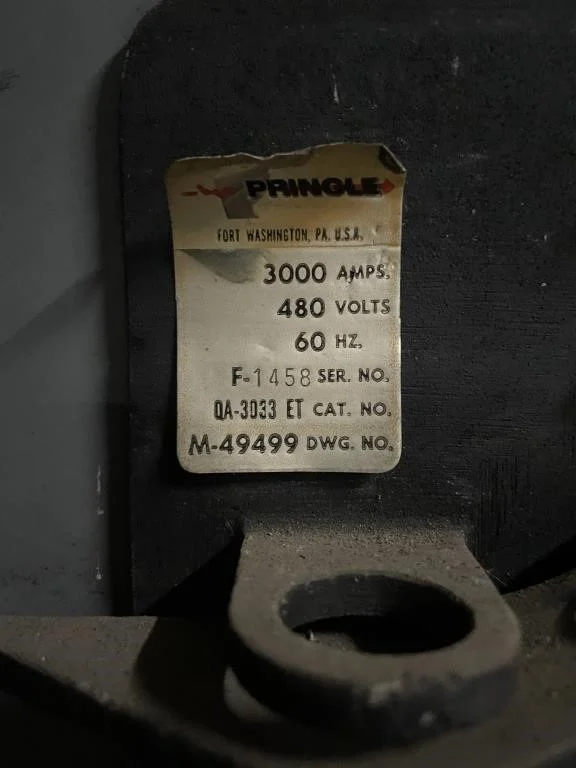 PRINGLE
FORT WASHINGTON, PA. U.S.A.
3000 AMPS.
480 VOLTS
60 HZ.
F-1458 SER. NO.
QA-3033 ET CAT. NO.
M-49499 DWG. NO.